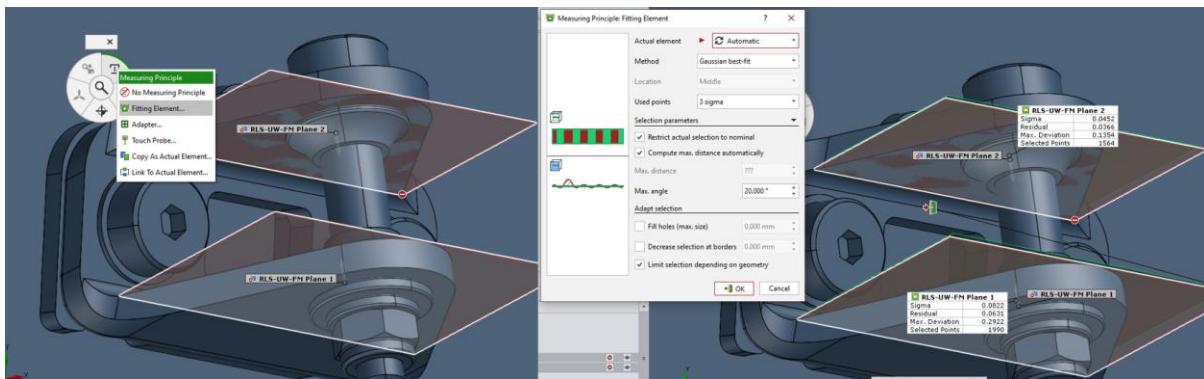 Measuring Principle
No Measuring Principle
Fitting Element...
Adapter...
Touch Probe...
Copy As Actual Element...
Link To Actual Element...
RLS-UW-FM Plane 2
RLS-UW-FM Plane 1
Measuring Principle: Fitting Element
Actual element
Automatic
Method
Gaussian best-fit
Location
Middle
Used points
3 sigma
Selection parameters
Restrict actual selection to nominal
Compute max. distance automatically
Max. distance
???
Max. angle
20.000 °
Adapt selection
Fill holes (max. size)
0.000 mm
Decrease selection at borders
0.000 mm
Limit selection depending on geometry
OK
Cancel
RLS-UW-FM Plane 2
Sigma 0.0452
Residual 0.0366
Max. Deviation 0.1354
Selected Points 1564
RLS-UW-FM Plane 2
RLS-UW-FM Plane 1
Sigma 0.0822
Residual 0.0631
Max. Deviation 0.2922
Selected Points 1990
RLS-UW-FM Plane 1
X